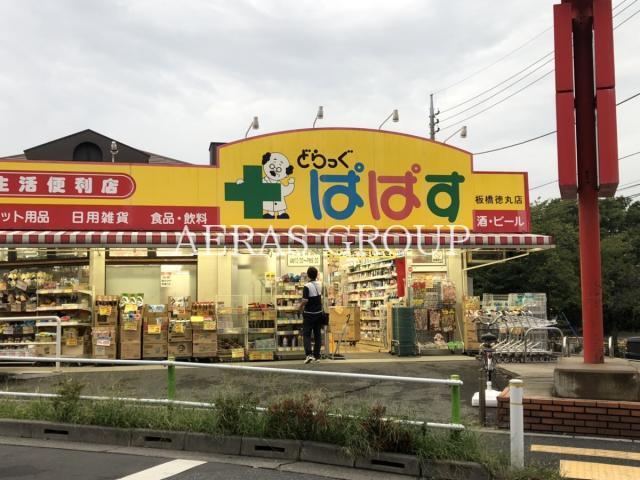 どらっぐ
ぱぱす
板橋徳丸店
生活便利店
ット用品 日用雑貨 食品・飲料
酒・ビール
AERAS GROUP